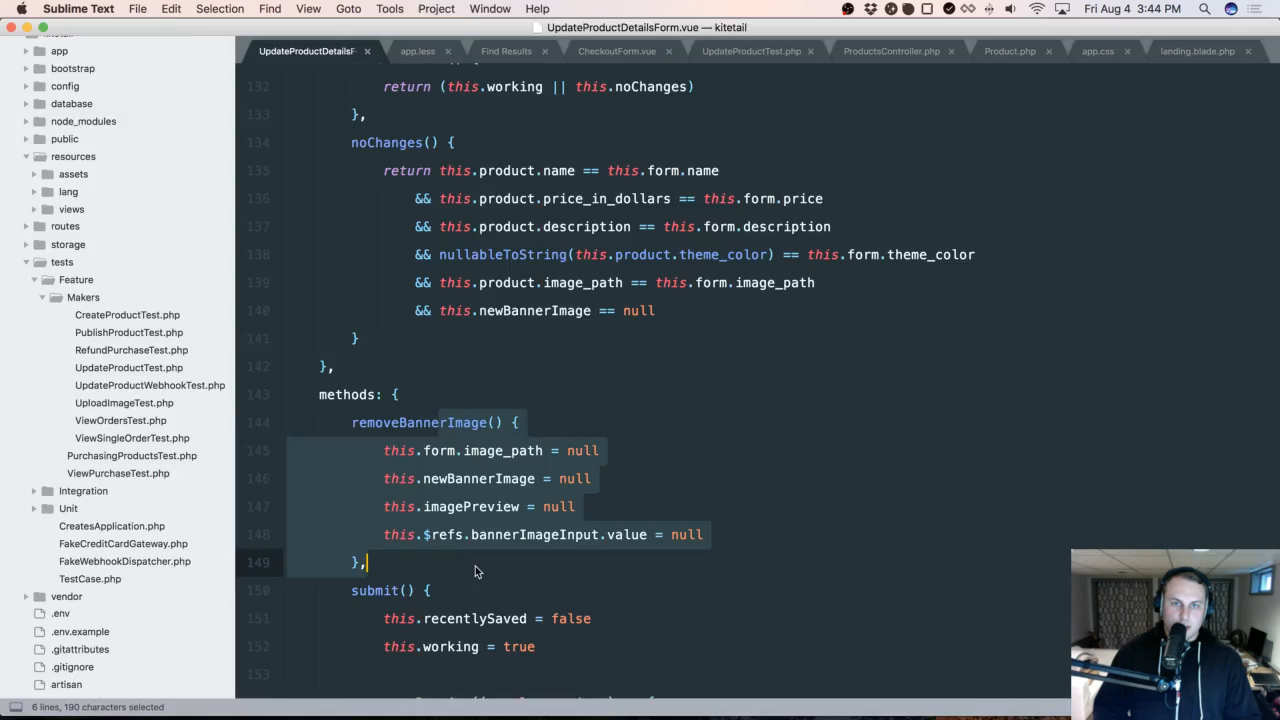 Sublime Text File Edit Selection Find View Goto Tools Project Window Help Fri Aug 4 3:44 PM
UpdateProductDetailsForm.vue — kitetail
UpdateProductDetailsF app.less Find Results CheckoutForm.vue UpdateProductTest.php ProductsController.php Product.php app.css landing.blade.php
app
bootstrap
config
database
node_modules
public
resources
assets
lang
views
routes
storage
tests
Feature
Makers
CreateProductTest.php
PublishProductTest.php
RefundPurchaseTest.php
UpdateProductTest.php
UpdateProductWebhookTest.php
UploadImageTest.php
ViewOrdersTest.php
ViewSingleOrderTest.php
PurchasingProductsTest.php
ViewPurchaseTest.php
Integration
Unit
CreatesApplication.php
FakeCreditCardGateway.php
FakeWebhookDispatcher.php
TestCase.php
vendor
.env
.env.example
.gitattributes
.gitignore
artisan
132 return (this.working || this.noChanges)
133 },
134 noChanges() {
135 return this.product.name == this.form.name
136 && this.product.price_in_dollars == this.form.price
137 && this.product.description == this.form.description
138 && nullableToString(this.product.theme_color) == this.form.theme_color
139 && this.product.image_path == this.form.image_path
140 && this.newBannerImage == null
141 }
142 },
143 methods: {
144 removeBannerImage() {
145 this.form.image_path = null
146 this.newBannerImage = null
147 this.imagePreview = null
148 this.$refs.bannerImageInput.value = null
149 },
150 submit() {
151 this.recentlySaved = false
152 this.working = true
153
6 lines, 190 characters selected